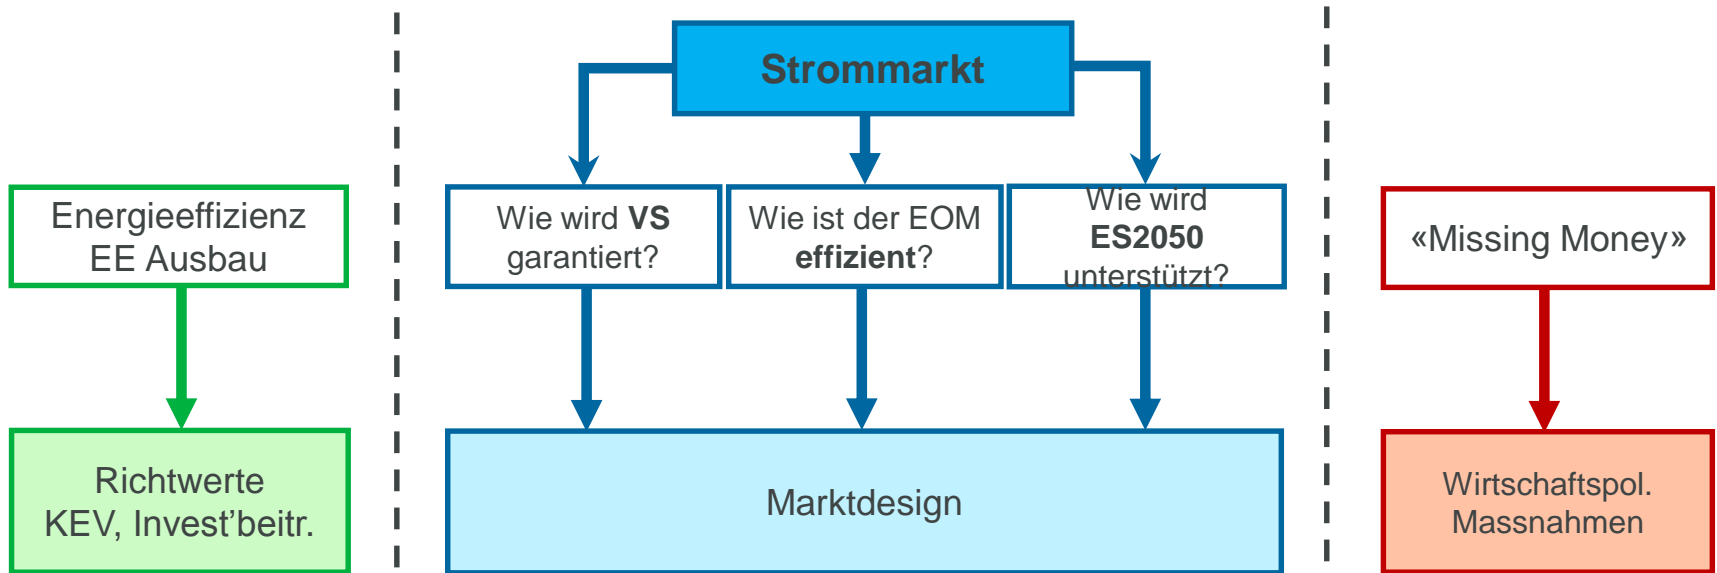 Strommarkt
Energieeffizienz
EE Ausbau
Wie wird VS
garantiert?
Wie ist der EOM
effizient?
Wie wird
ES2050
unterstützt?
«Missing Money»
Richtwerte
KEV, Invest’beitr.
Marktdesign
Wirtschaftspol.
Massnahmen